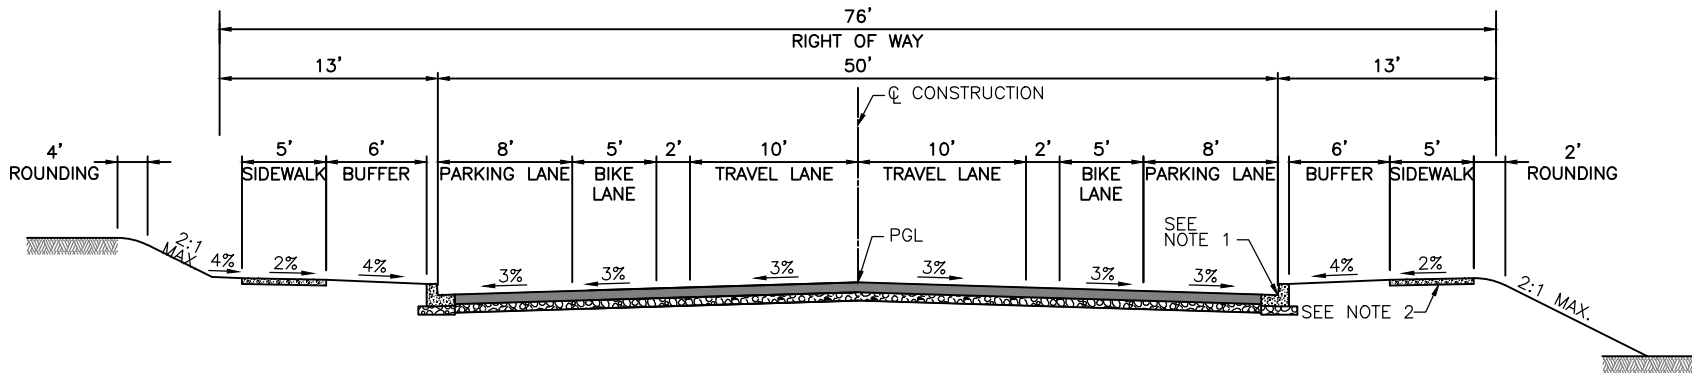 76'
RIGHT OF WAY
13' 50' 13'
℄ CONSTRUCTION
4' 5' 6' 8' 5' 2' 10' 10' 2' 5' 8' 6' 5' 2'
ROUNDING SIDEWALK BUFFER PARKING LANE BIKE LANE TRAVEL LANE TRAVEL LANE BIKE LANE PARKING LANE BUFFER SIDEWALK ROUNDING
SEE
NOTE 1
PGL
2:1
MAX.
4% 2% 4% 3% 3% 3% 3% 3% 3% 4% 2%
2:1 MAX.
SEE NOTE 2